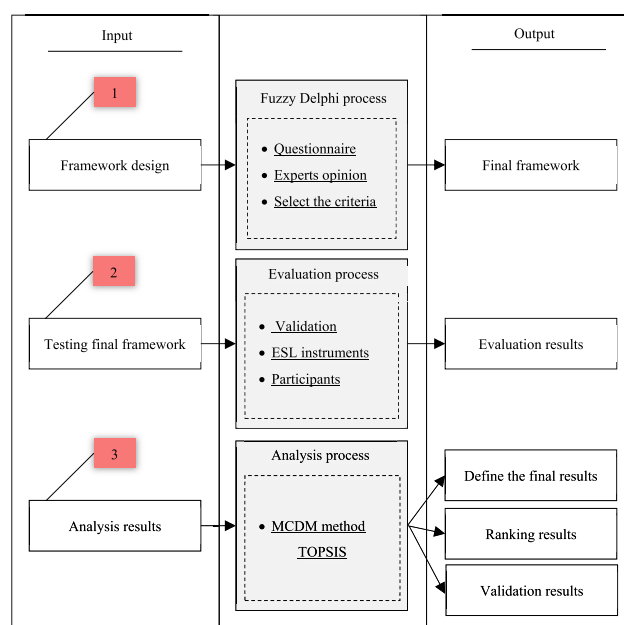 Input
Output
1
Fuzzy Delphi process
Framework design
• Questionnaire
• Experts opinion
• Select the criteria
Final framework
2
Evaluation process
Testing final framework
• Validation
• ESL instruments
• Participants
Evaluation results
3
Analysis process
Analysis results
• MCDM method
TOPSIS
Define the final results
Ranking results
Validation results